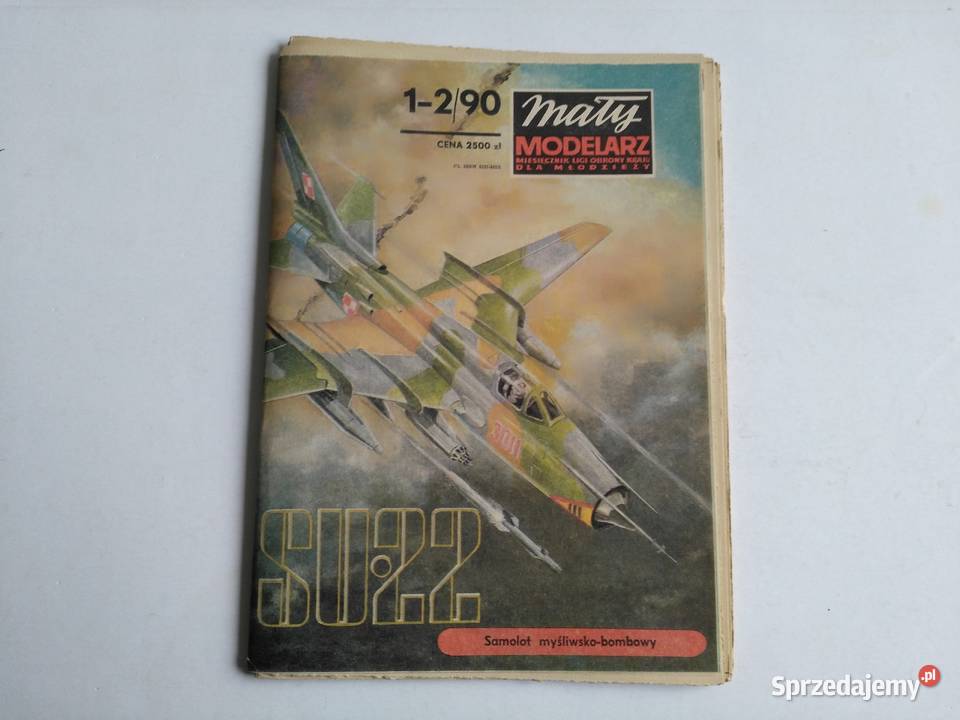 1-2/90
CENA 2500 zł
Mały
MODELARZ
MIESIĘCZNIK LIGI OBRONY KRAJU
DLA MŁODZIEŻY
SU-22
Samolot myśliwsko-bombowy
Sprzedajemy.pl